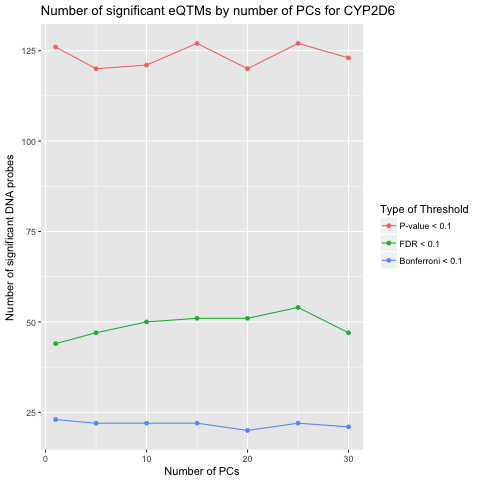 Number of significant eQTMs by number of PCs for CYP2D6
125
100
75
50
25
0
10
20
30
Number of PCs
Number of significant DNA probes
Type of Threshold
P-value < 0.1
FDR < 0.1
Bonferroni < 0.1